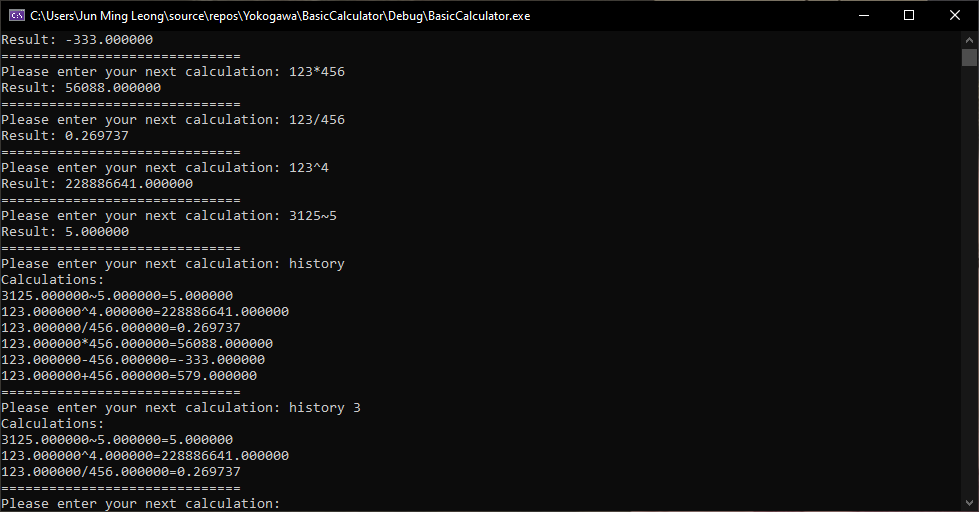 C:\Users\Jun Ming Leong\source\repos\Yokogawa\BasicCalculator\Debug\BasicCalculator.exe
Result: -333.000000
==============================
Please enter your next calculation: 123*456
Result: 56088.000000
==============================
Please enter your next calculation: 123/456
Result: 0.269737
==============================
Please enter your next calculation: 123^4
Result: 228886641.000000
==============================
Please enter your next calculation: 3125~5
Result: 5.000000
==============================
Please enter your next calculation: history
Calculations:
3125.000000~5.000000=5.000000
123.000000^4.000000=228886641.000000
123.000000/456.000000=0.269737
123.000000*456.000000=56088.000000
123.000000-456.000000=-333.000000
123.000000+456.000000=579.000000
==============================
Please enter your next calculation: history 3
Calculations:
3125.000000~5.000000=5.000000
123.000000^4.000000=228886641.000000
123.000000/456.000000=0.269737
==============================
Please enter your next calculation: